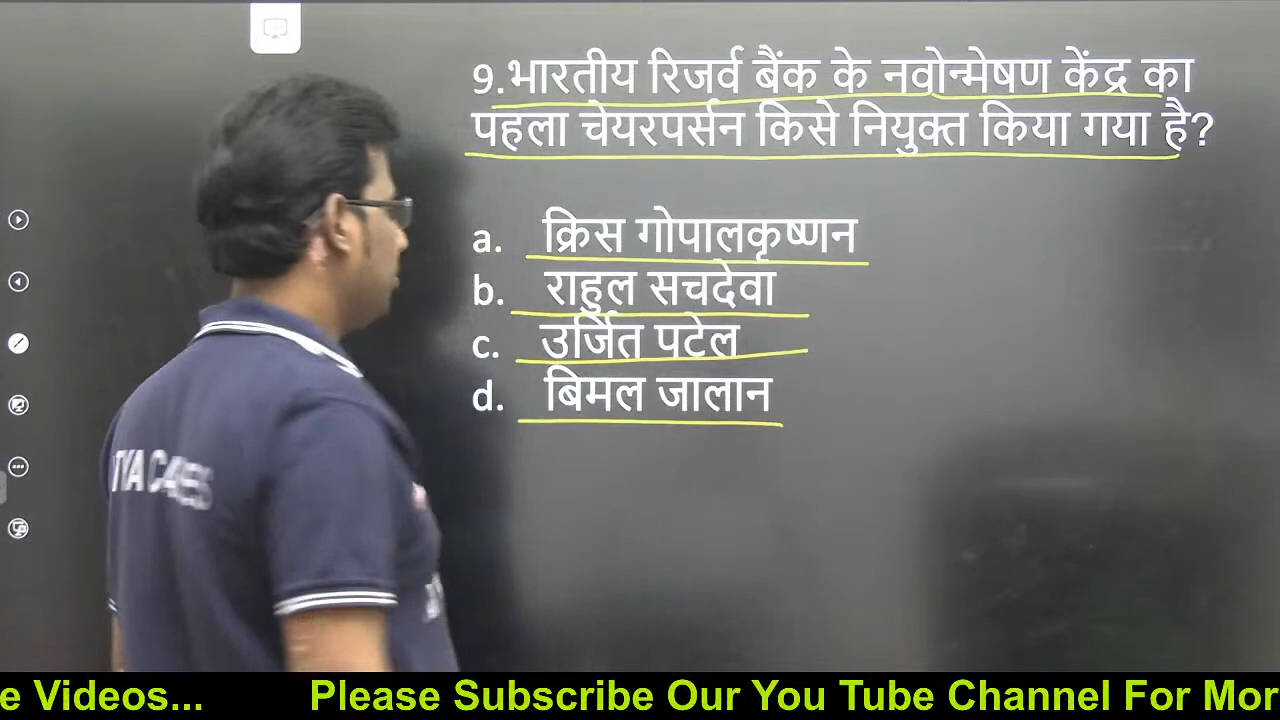 9.भारतीय रिजर्व बैंक के नवोन्मेषण केंद्र का
पहला चेयरपर्सन किसे नियुक्त किया गया है?
a. क्रिस गोपालकृष्णन
b. राहुल सचदेवा
c. उर्जित पटेल
d. बिमल जालान
e Videos... Please Subscribe Our You Tube Channel For Mor